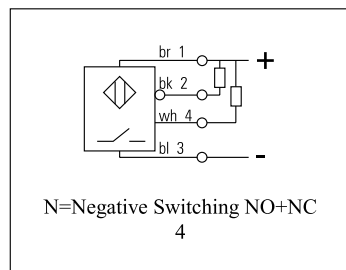 br 1
+
bk 2
wh 4
bl 3
-
N=Negative Switching NO+NC
4